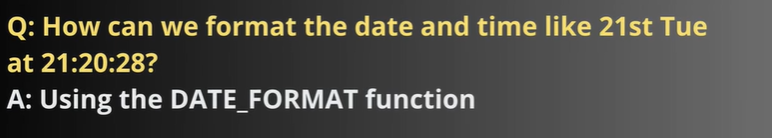 Q: How can we format the date and time like 21st Tue
at 21:20:28?
A: Using the DATE_FORMAT function